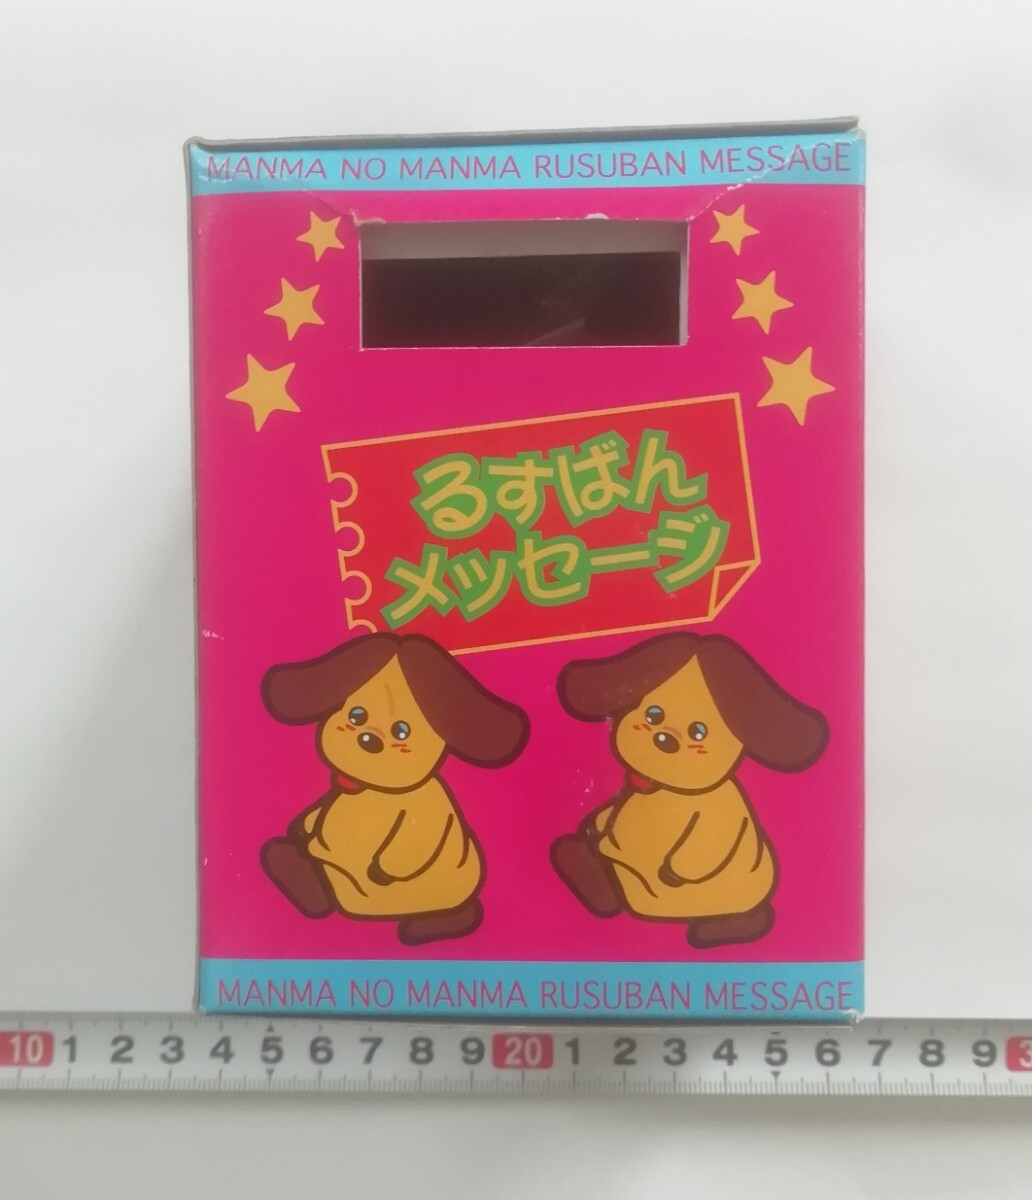 MANMA NO MANMA RUSUBAN MESSAGE
るすばん
メッセージ
MANMA NO MANMA RUSUBAN MESSAGE
10 1 2 3 4 5 6 7 8 9 20 1 2 3 4 5 6 7 8 9 3